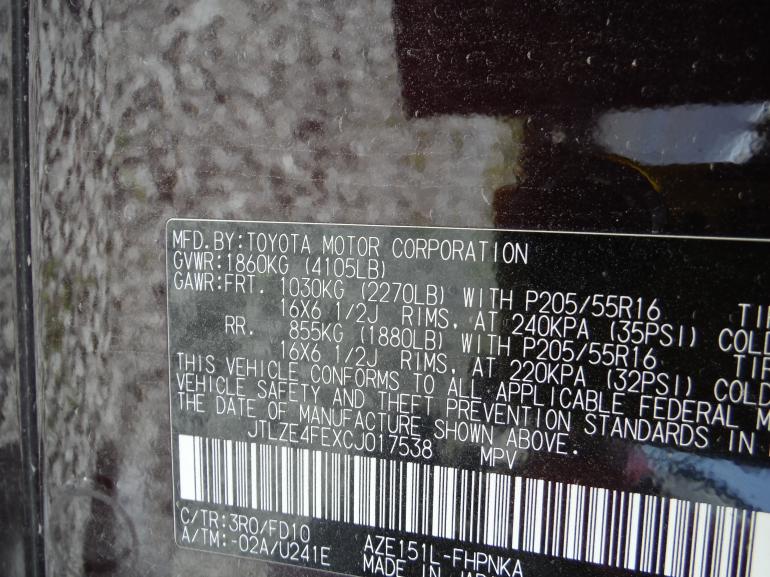 MFD.BY:TOYOTA MOTOR CORPORATION
GVWR:1860KG (4105LB)
GAWR:FRT. 1030KG (2270LB) WITH P205/55R16
16X6 1/2J RIMS, AT 240KPA (35PSI) COLD
RR. 855KG (1880LB) WITH P205/55R16
16X6 1/2J RIMS, AT 220KPA (32PSI) COLD
THIS VEHICLE CONFORMS TO ALL APPLICABLE FEDERAL
VEHICLE SAFETY AND THEFT PREVENTION STANDARDS IN
THE DATE OF MANUFACTURE SHOWN ABOVE.
JTLZE4FEXCJ017538 MPV
C/TR:3R0/FD10 AZE151L-FHPNKA
A/TM:-02A/U241E MADE IN